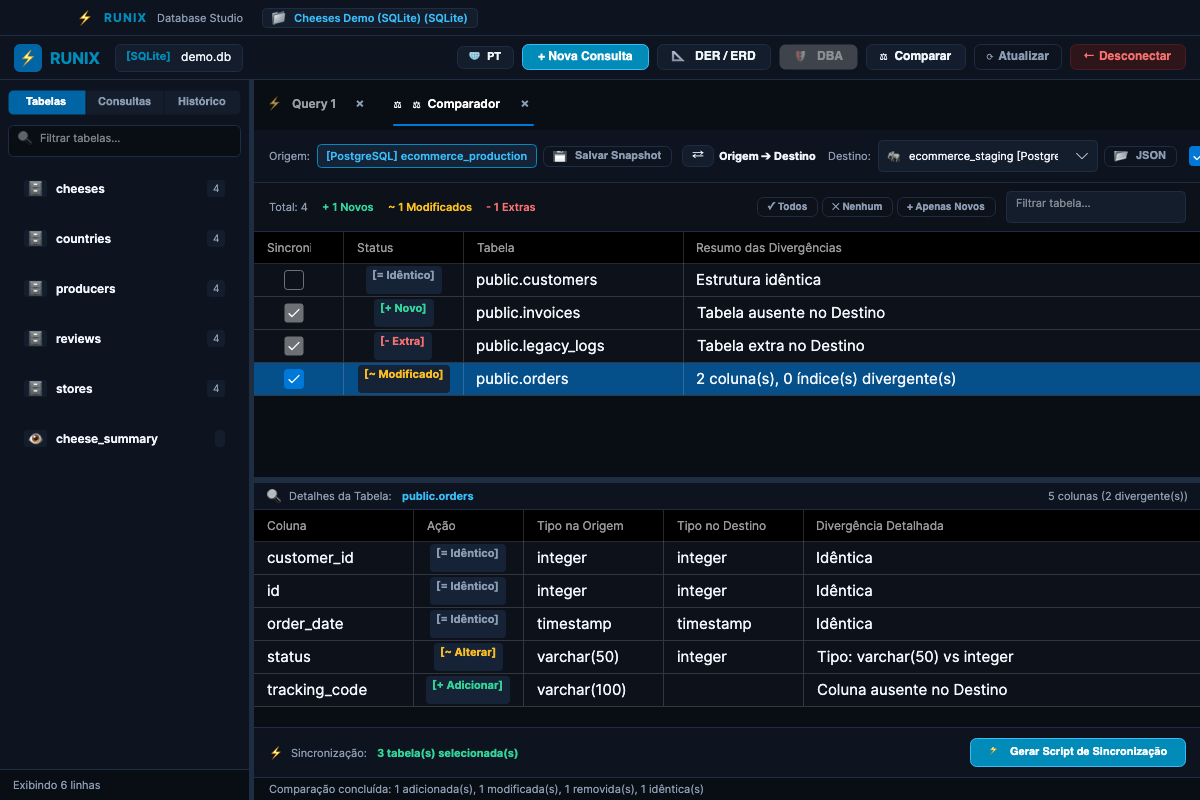 RUNIX Database Studio Cheeses Demo (SQLite) (SQLite)
RUNIX [SQLite] demo.db PT + Nova Consulta DER / ERD DBA Comparar Atualizar ← Desconectar
Tabelas Consultas Histórico
Filtrar tabelas...
cheeses 4
countries 4
producers 4
reviews 4
stores 4
cheese_summary
Exibindo 6 linhas
Query 1 × Comparador ×
Origem: [PostgreSQL] ecommerce_production Salvar Snapshot ⇄ Origem ➔ Destino Destino: ecommerce_staging [Postgre JSON
Total: 4 + 1 Novos ~ 1 Modificados - 1 Extras ✓ Todos ✕ Nenhum + Apenas Novos Filtrar tabela...
Sincroni Status Tabela Resumo das Divergências
[= Idêntico] public.customers Estrutura idêntica
[+ Novo] public.invoices Tabela ausente no Destino
[- Extra] public.legacy_logs Tabela extra no Destino
[~ Modificado] public.orders 2 coluna(s), 0 índice(s) divergente(s)
Detalhes da Tabela: public.orders 5 colunas (2 divergente(s))
Coluna Ação Tipo na Origem Tipo no Destino Divergência Detalhada
customer_id [= Idêntico] integer integer Idêntica
id [= Idêntico] integer integer Idêntica
order_date [= Idêntico] timestamp timestamp Idêntica
status [~ Alterar] varchar(50) integer Tipo: varchar(50) vs integer
tracking_code [+ Adicionar] varchar(100) Coluna ausente no Destino
Sincronização: 3 tabela(s) selecionada(s) Gerar Script de Sincronização
Comparação concluída: 1 adicionada(s), 1 modificada(s), 1 removida(s), 1 idêntica(s)